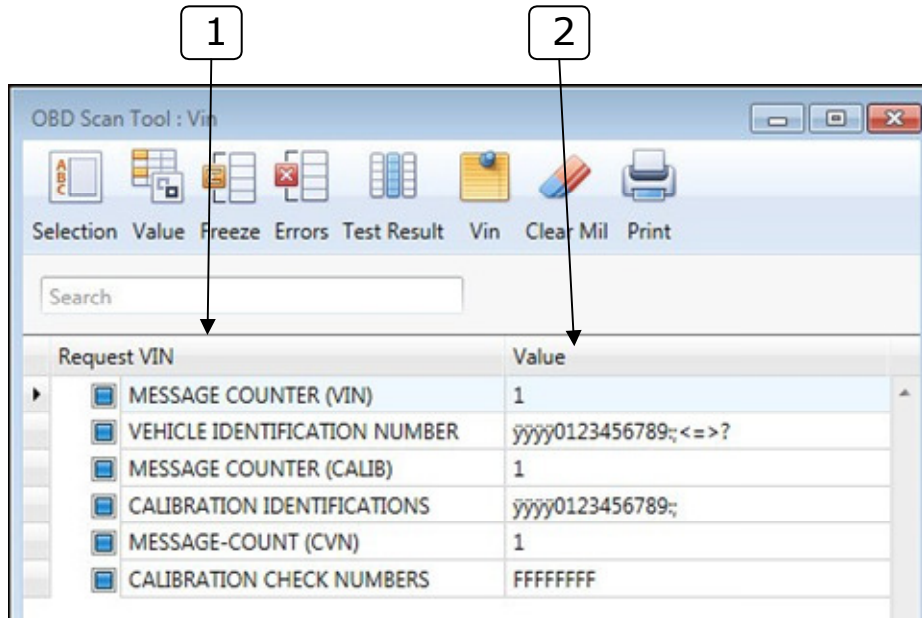 1 2
OBD Scan Tool : Vin
Selection Value Freeze Errors Test Result Vin Clear Mil Print
Search
Request VIN Value
MESSAGE COUNTER (VIN) 1
VEHICLE IDENTIFICATION NUMBER ÿÿÿÿ0123456789:;<=>?
MESSAGE COUNTER (CALIB) 1
CALIBRATION IDENTIFICATIONS ÿÿÿÿ0123456789:;
MESSAGE-COUNT (CVN) 1
CALIBRATION CHECK NUMBERS FFFFFFFF